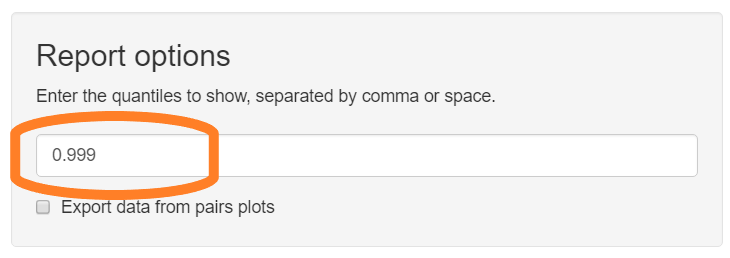 Report options
Enter the quantiles to show, separated by comma or space.
0.999
Export data from pairs plots